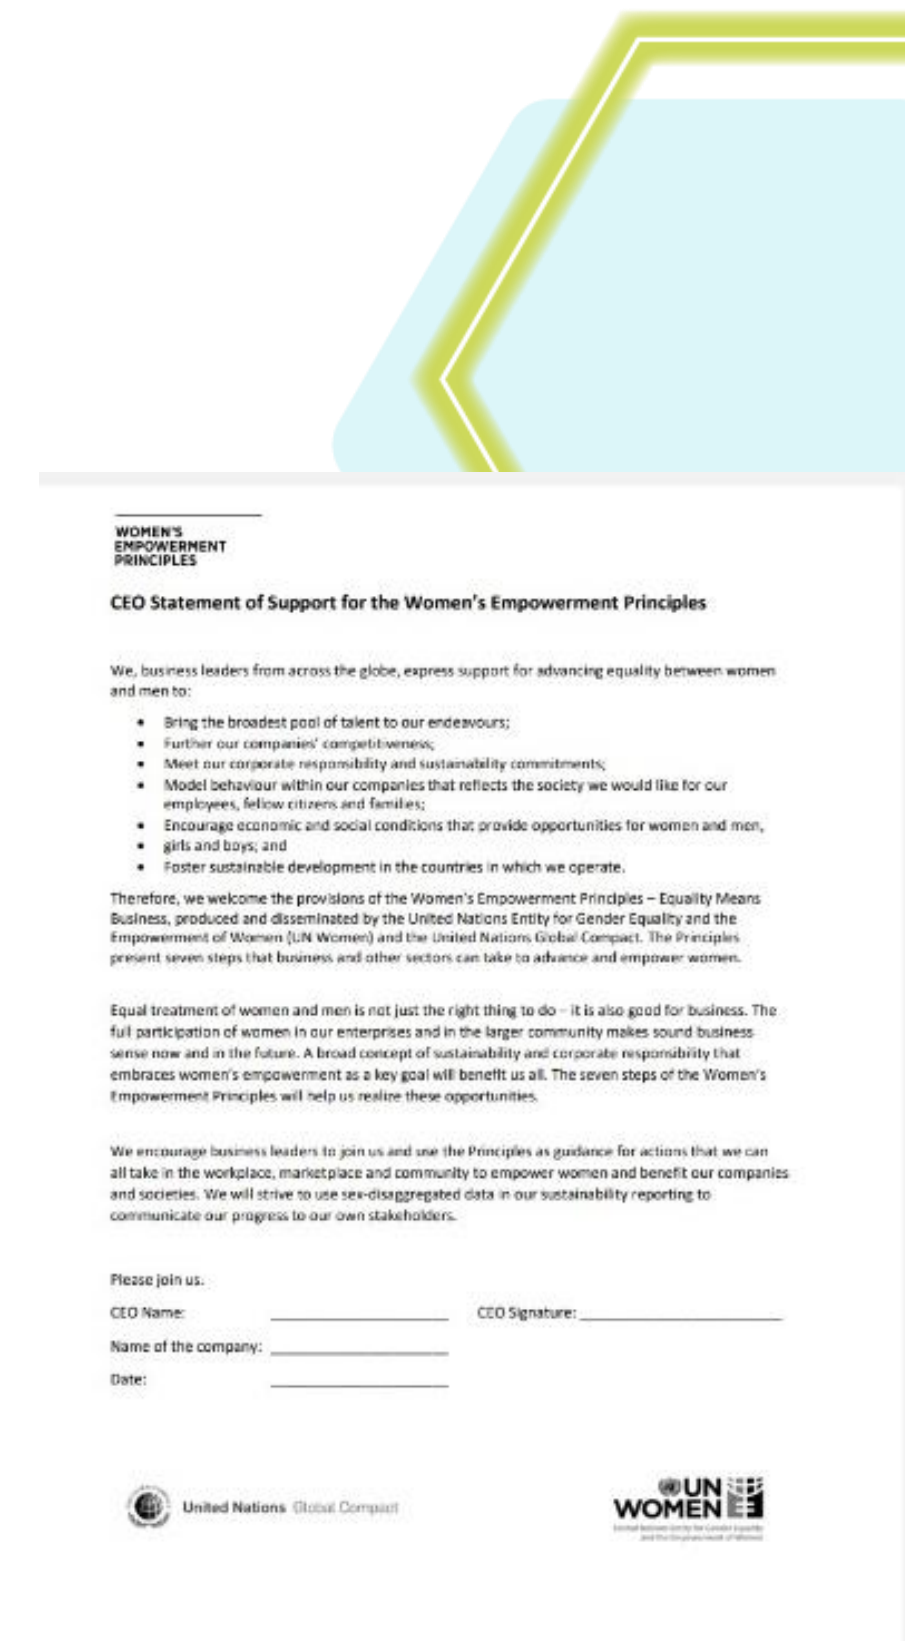 WOMEN'S
EMPOWERMENT
PRINCIPLES
CEO Statement of Support for the Women's Empowerment Principles
We, business leaders from across the globe, express support for advancing equality between women
and men to:
• Bring the broadest pool of talent to our endeavours;
• Further our companies' competitiveness;
• Meet our corporate responsibility and sustainability commitments;
• Model behaviour within our companies that reflects the society we would like for our
employees, fellow citizens and families;
• Encourage economic and social conditions that provide opportunities for women and men,
• girls and boys; and
• Foster sustainable development in the countries in which we operate.
Therefore, we welcome the provisions of the Women's Empowerment Principles – Equality Means
Business, produced and disseminated by the United Nations Entity for Gender Equality and the
Empowerment of Women (UN Women) and the United Nations Global Compact. The Principles
present seven steps that business and other sectors can take to advance and empower women.
Equal treatment of women and men is not just the right thing to do – it is also good for business. The
full participation of women in our enterprises and in the larger community makes sound business
sense now and in the future. A broad concept of sustainability and corporate responsibility that
embraces women's empowerment as a key goal will benefit us all. The seven steps of the Women's
Empowerment Principles will help us realize these opportunities.
We encourage business leaders to join us and use the Principles as guidance for actions that we can
all take in the workplace, marketplace and community to empower women and benefit our companies
and societies. We will strive to use sex-disaggregated data in our sustainability reporting to
communicate our progress to our own stakeholders.
Please join us.
CEO Name: ____________________ CEO Signature: ____________________
Name of the company: ____________________
Date: ____________________
United Nations Global Compact
UN
WOMEN
United Nations Entity for Gender Equality
and the Empowerment of Women